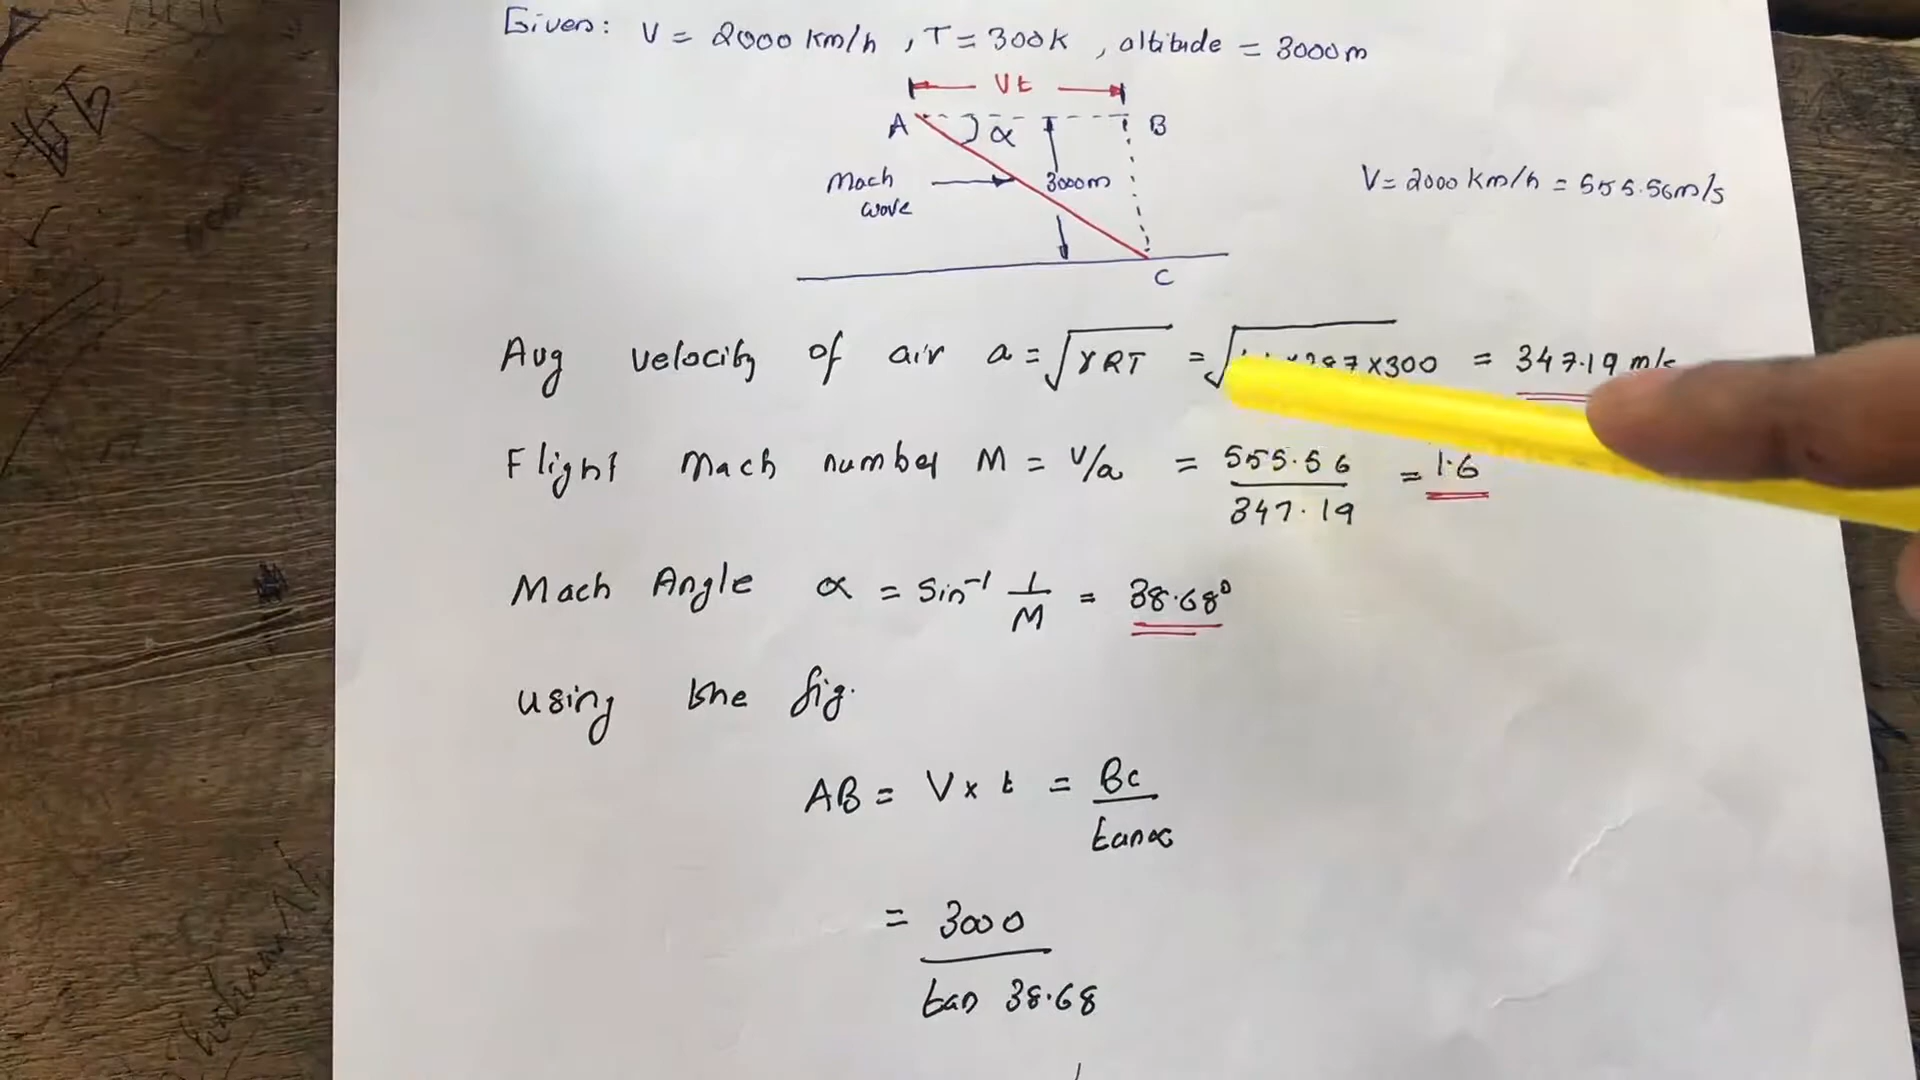 Given: V = 2000 km/h , T = 300K , altitude = 3000m
Vt
A α B
Mach
wave
3000m
V = 2000 km/h = 555.56m/s
C
Avg velocity of air a = √γRT = √ ×287×300 = 347.19 m/s
Flight Mach number M = V/a = 555.56/347.19 = 1.6
Mach Angle α = Sin⁻¹ 1/M = 38.68°
using the fig.
AB = V × t = BC/tanα
= 3000/tan 38.68